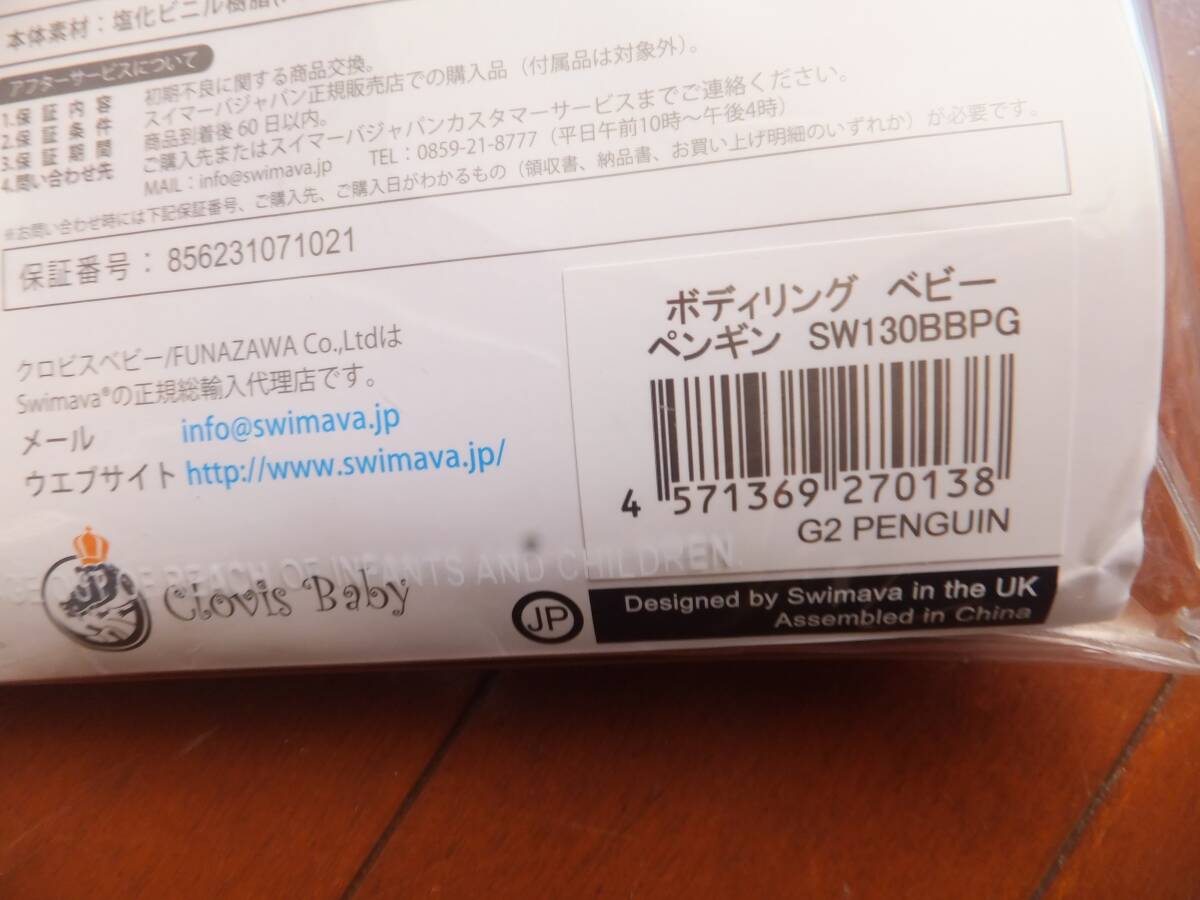 本体素材：塩化ビニル樹脂
アフターサービスについて
1.保証内容 初期不良に関する商品交換。
2.保証条件 スイマーバジャパン正規販売店での購入品（付属品は対象外）。
3.保証期間 商品到着後60日以内。
4.問い合わせ先 ご購入先またはスイマーバジャパンカスタマーサービスまでご連絡ください。
MAIL：info@swimava.jp TEL：0859-21-8777（平日午前10時～午後4時）
※お問い合わせ時には下記保証番号、ご購入先、ご購入日がわかるもの（領収書、納品書、お買い上げ明細のいずれか）が必要です。
保証番号：856231071021
クロビスベビー/FUNAZAWA Co.,Ltdは
Swimava®の正規総輸入代理店です。
メール info@swimava.jp
ウエブサイト http://www.swimava.jp/
Clovis Baby
ボディリング ベビー
ペンギン SW130BBPG
4 571369 270138
G2 PENGUIN
REACH OF INFANTS AND CHILDREN.
JP
Designed by Swimava in the UK
Assembled in China